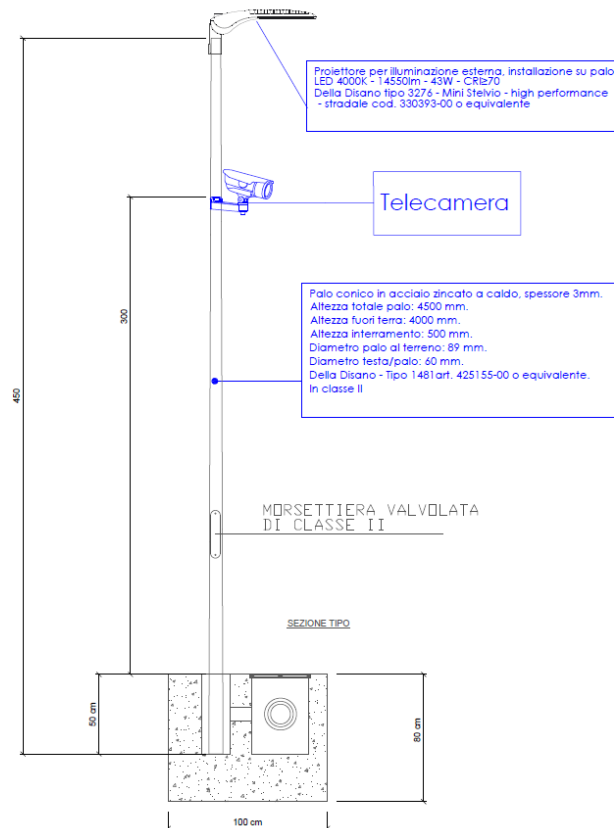 Proiettore per illuminazione esterna, installazione su palo
LED 4000K - 14550lm - 43W - CRI≥70
Della Disano tipo 3276 - Mini Stelvio - high performance
- stradale cod. 330393-00 o equivalente
Telecamera
Palo conico in acciaio zincato a caldo, spessore 3mm.
Altezza totale palo: 4500 mm.
Altezza fuori terra: 4000 mm.
Altezza interramento: 500 mm.
Diametro palo al terreno: 89 mm.
Diametro testa/palo: 60 mm.
Della Disano - Tipo 1481art. 425155-00 o equivalente.
In classe II
300
450
MORSETTIERA VALVOLATA
DI CLASSE II
SEZIONE TIPO
50 cm
80 cm
100 cm